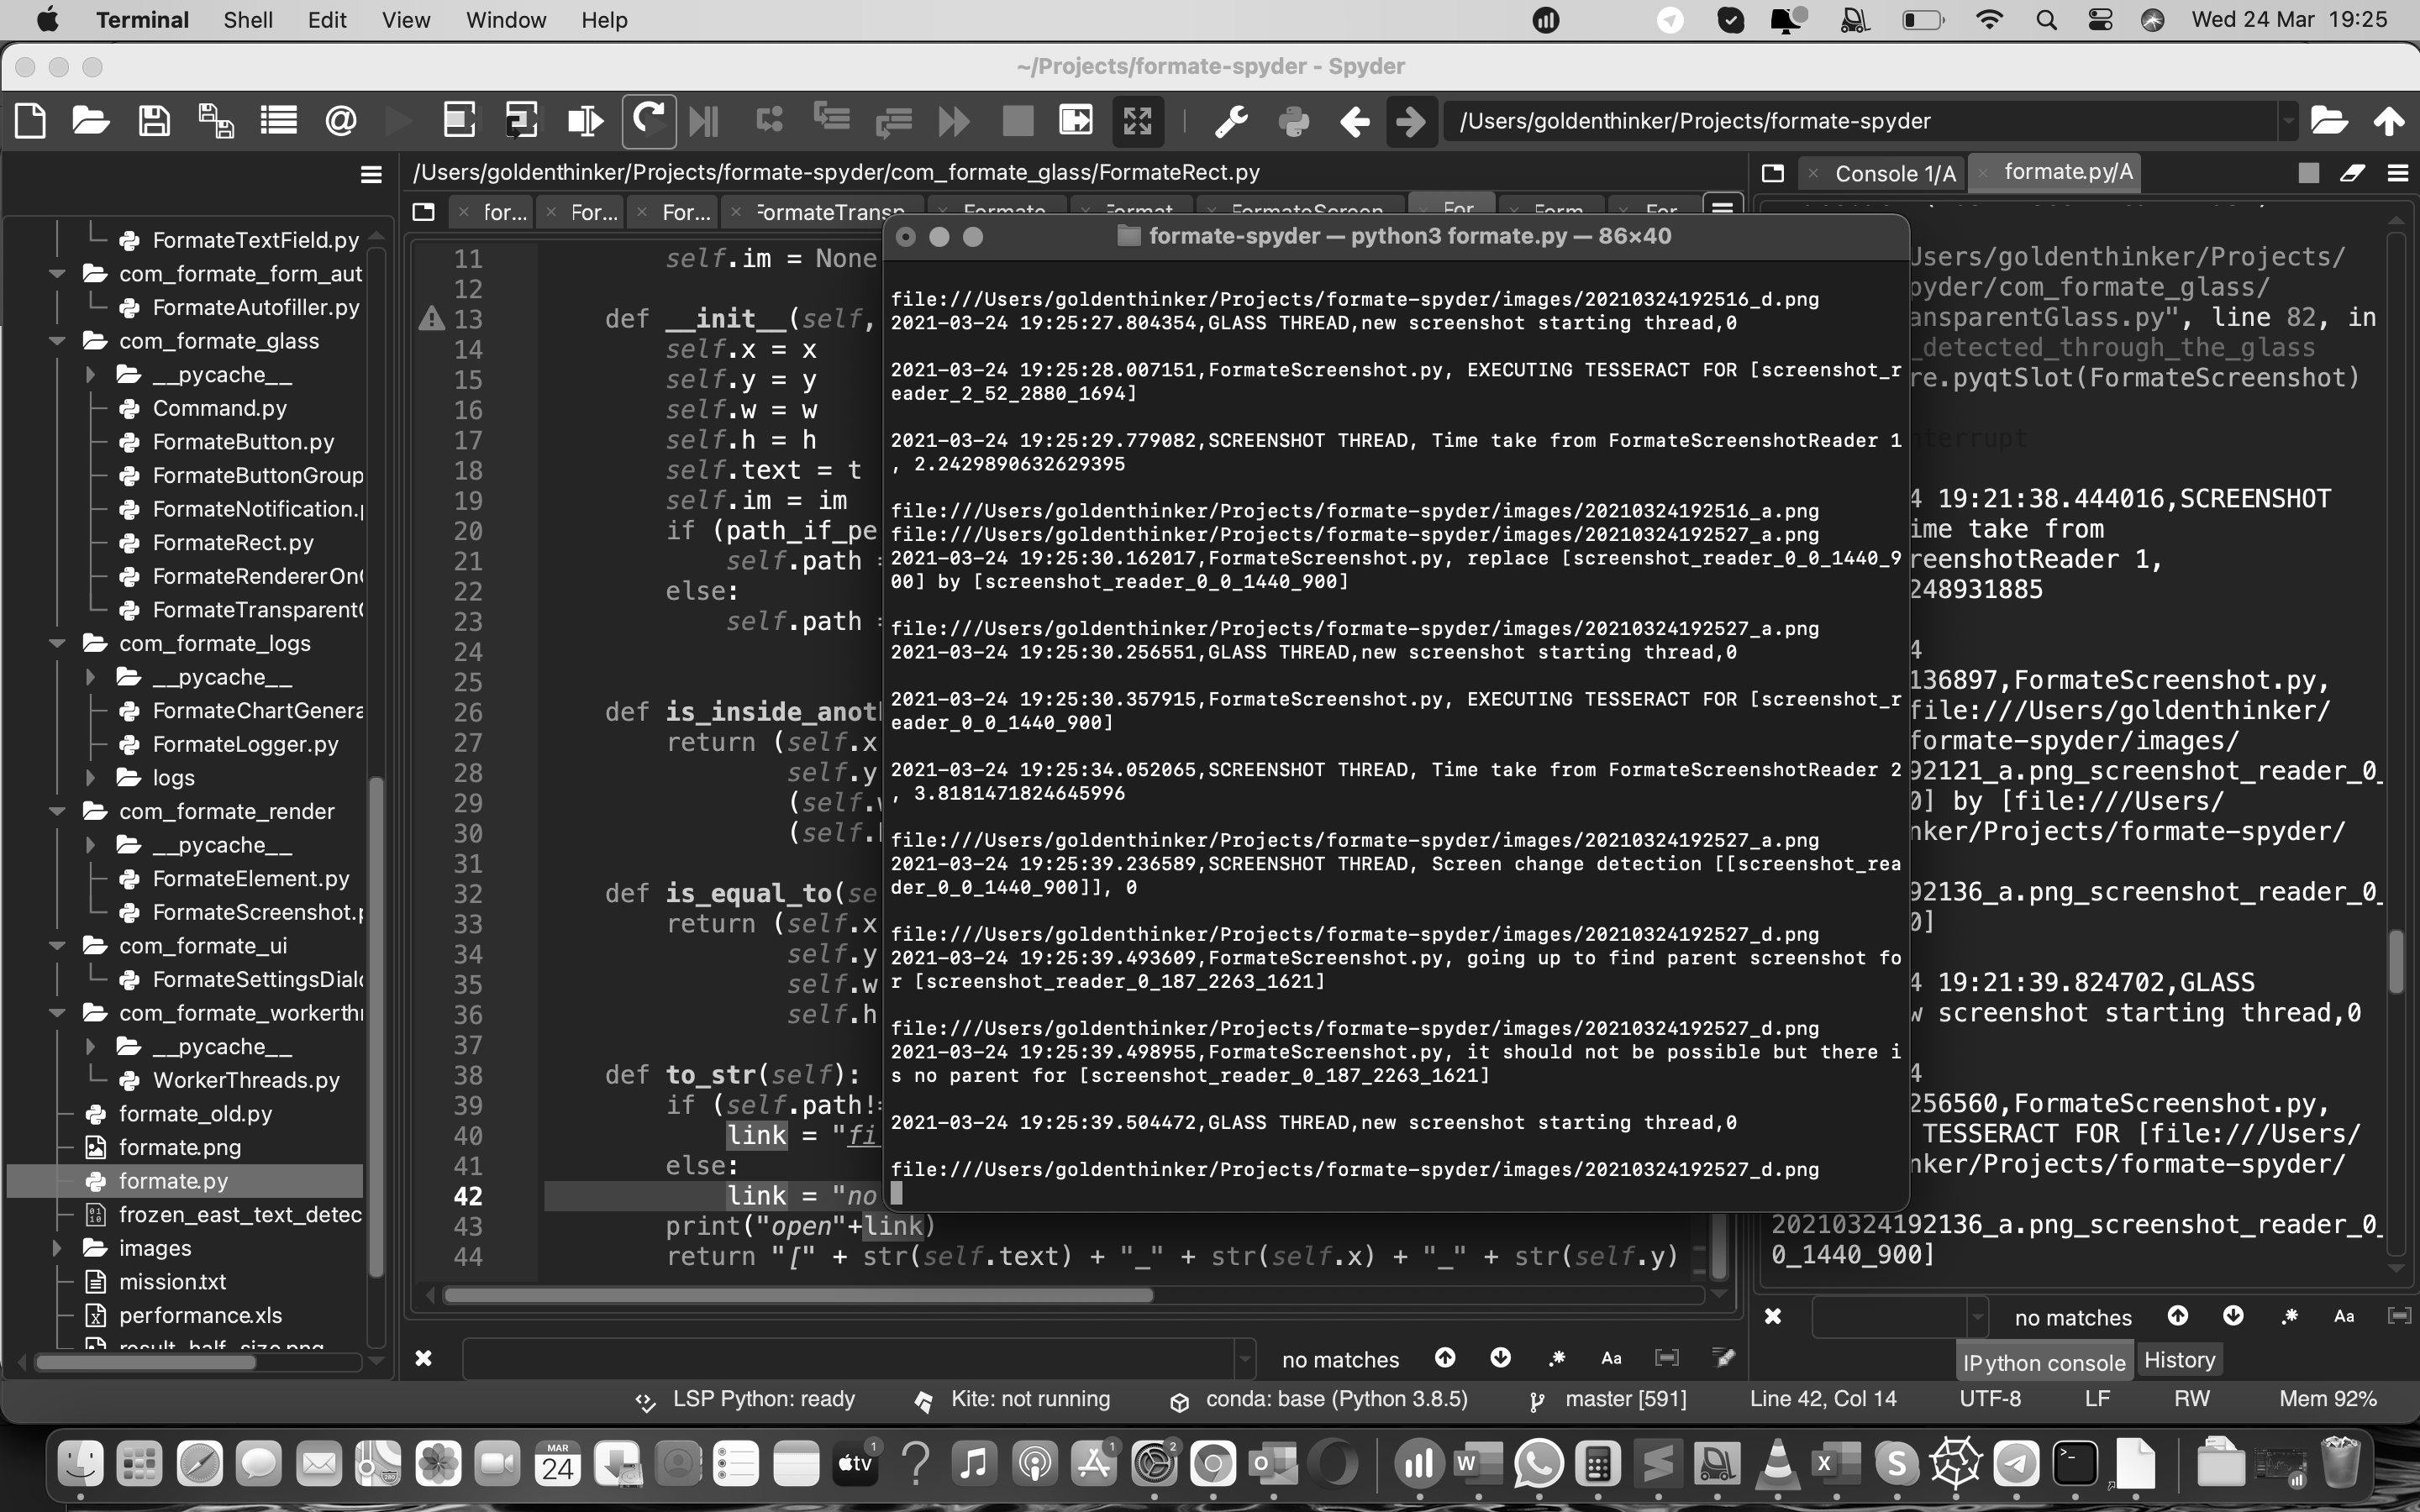 Terminal Shell Edit View Window Help Wed 24 Mar 19:25
~/Projects/formate-spyder - Spyder
/Users/goldenthinker/Projects/formate-spyder
/Users/goldenthinker/Projects/formate-spyder/com_formate_glass/FormateRect.py
Console 1/A formate.py/A
for... For... For...
FormateTextField.py
com_formate_form_aut
FormateAutofiller.py
com_formate_glass
__pycache__
Command.py
FormateButton.py
FormateButtonGroup
FormateNotification.
FormateRect.py
FormateRendererOn
FormateTransparent
com_formate_logs
__pycache__
FormateChartGenera
FormateLogger.py
logs
com_formate_render
__pycache__
FormateElement.py
FormateScreenshot.
com_formate_ui
FormateSettingsDial
com_formate_workerth
__pycache__
WorkerThreads.py
formate_old.py
formate.png
formate.py
frozen_east_text_detec
images
mission.txt
performance.xls
11 self.im = None
12
13 def __init__(self,
14 self.x = x
15 self.y = y
16 self.w = w
17 self.h = h
18 self.text = t
19 self.im = im
20 if (path_if_pe
21 self.path
22 else:
23 self.path
24
25
26 def is_inside_anot
27 return (self.x
28 self.y
29 (self.
30 (self.
31
32 def is_equal_to(se
33 return (self.x
34 self.y
35 self.w
36 self.h
37
38 def to_str(self):
39 if (self.path!
40 link = "fi
41 else:
42 link = "no
43 print("open"+link)
44 return "[" + str(self.text) + "_" + str(self.x) + "_" + str(self.y)
formate-spyder — python3 formate.py — 86×40
file:///Users/goldenthinker/Projects/formate-spyder/images/20210324192516_d.png
2021-03-24 19:25:27.804354,GLASS THREAD,new screenshot starting thread,0
2021-03-24 19:25:28.007151,FormateScreenshot.py, EXECUTING TESSERACT FOR [screenshot_r
eader_2_52_2880_1694]
2021-03-24 19:25:29.779082,SCREENSHOT THREAD, Time take from FormateScreenshotReader 1
, 2.2429890632629395
file:///Users/goldenthinker/Projects/formate-spyder/images/20210324192516_a.png
file:///Users/goldenthinker/Projects/formate-spyder/images/20210324192527_a.png
2021-03-24 19:25:30.162017,FormateScreenshot.py, replace [screenshot_reader_0_0_1440_9
00] by [screenshot_reader_0_0_1440_900]
file:///Users/goldenthinker/Projects/formate-spyder/images/20210324192527_a.png
2021-03-24 19:25:30.256551,GLASS THREAD,new screenshot starting thread,0
2021-03-24 19:25:30.357915,FormateScreenshot.py, EXECUTING TESSERACT FOR [screenshot_r
eader_0_0_1440_900]
2021-03-24 19:25:34.052065,SCREENSHOT THREAD, Time take from FormateScreenshotReader 2
, 3.8181471824645996
file:///Users/goldenthinker/Projects/formate-spyder/images/20210324192527_a.png
2021-03-24 19:25:39.236589,SCREENSHOT THREAD, Screen change detection [[screenshot_rea
der_0_0_1440_900]], 0
file:///Users/goldenthinker/Projects/formate-spyder/images/20210324192527_d.png
2021-03-24 19:25:39.493609,FormateScreenshot.py, going up to find parent screenshot fo
r [screenshot_reader_0_187_2263_1621]
file:///Users/goldenthinker/Projects/formate-spyder/images/20210324192527_d.png
2021-03-24 19:25:39.498955,FormateScreenshot.py, it should not be possible but there i
s no parent for [screenshot_reader_0_187_2263_1621]
2021-03-24 19:25:39.504472,GLASS THREAD,new screenshot starting thread,0
file:///Users/goldenthinker/Projects/formate-spyder/images/20210324192527_d.png
Users/goldenthinker/Projects/
pyder/com_formate_glass/
ansparentGlass.py", line 82, in
_detected_through_the_glass
re.pyqtSlot(FormateScreenshot)
nterrupt
4 19:21:38.444016,SCREENSHOT
ime take from
reenshotReader 1,
248931885
4
136897,FormateScreenshot.py,
file:///Users/goldenthinker/
formate-spyder/images/
92121_a.png_screenshot_reader_0_
0] by [file:///Users/
nker/Projects/formate-spyder/
92136_a.png_screenshot_reader_0_
0]
4 19:21:39.824702,GLASS
w screenshot starting thread,0
4
256560,FormateScreenshot.py,
TESSERACT FOR [file:///Users/
nker/Projects/formate-spyder/
20210324192136_a.png_screenshot_reader_0_
0_1440_900]
no matches Aa
no matches Aa
IPython console History
LSP Python: ready Kite: not running conda: base (Python 3.8.5) master [591] Line 42, Col 14 UTF-8 LF RW Mem 92%
MAR
24
tv
1
1
2